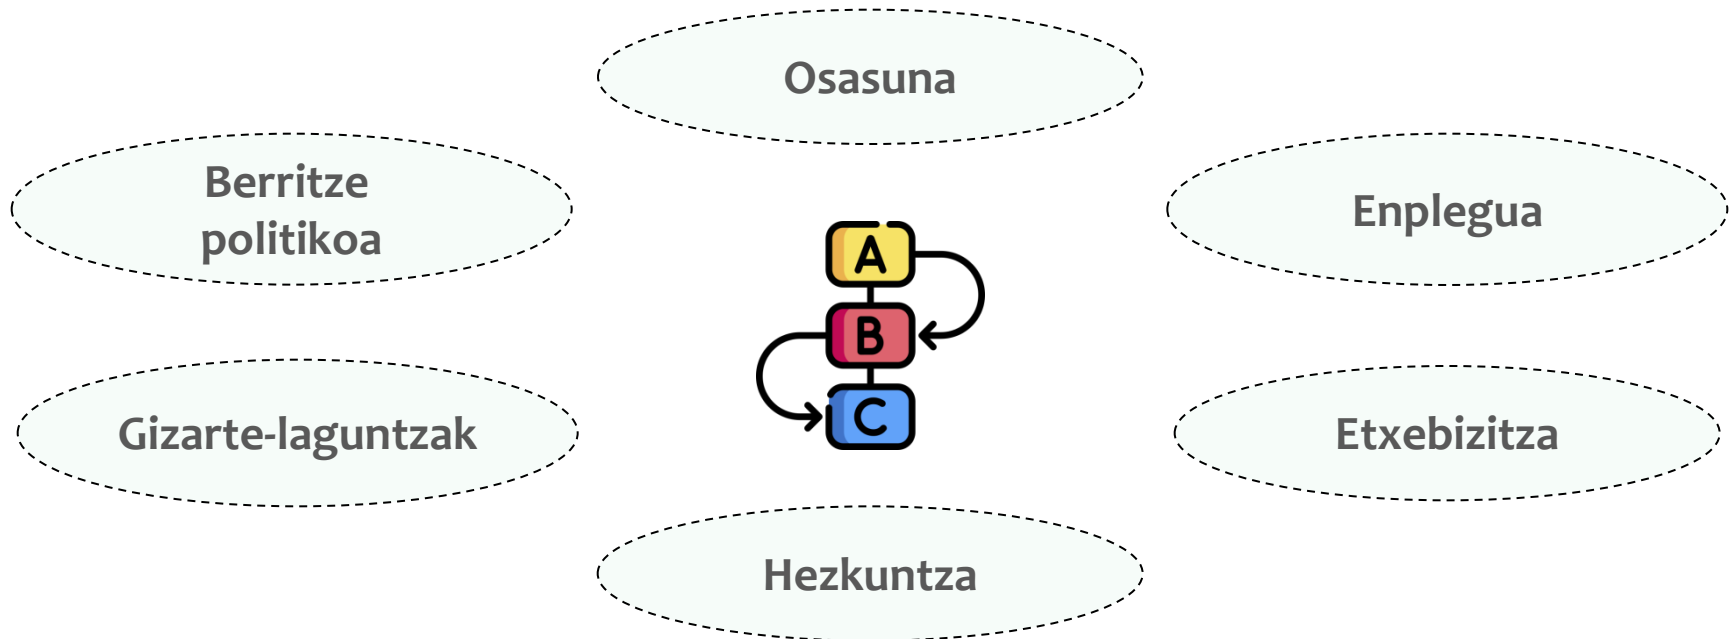 Osasuna
Berritze
politikoa
Enplegua
A
B
C
Gizarte-laguntzak
Etxebizitza
Hezkuntza